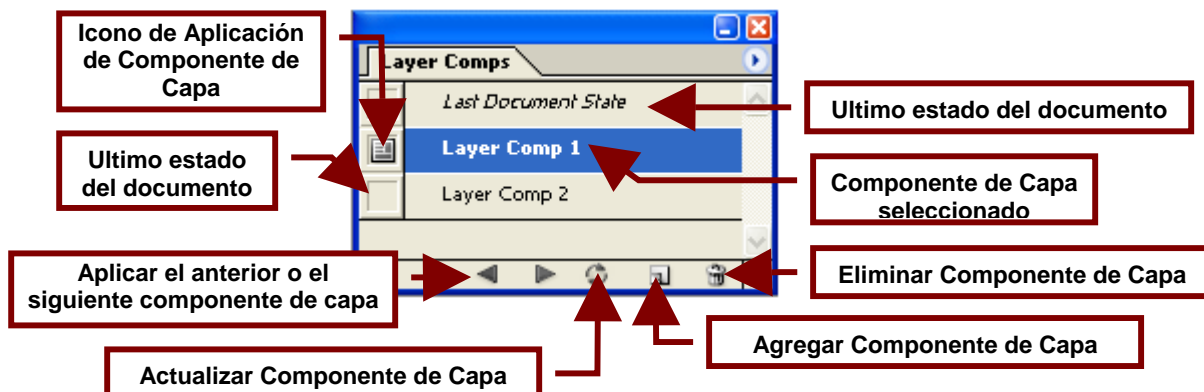 Icono de Aplicación
de Componente de
Capa
Layer Comps
Last Document State
Ultimo estado del documento
Layer Comp 1
Ultimo estado
del documento
Componente de Capa
seleccionado
Layer Comp 2
Aplicar el anterior o el
siguiente componente de capa
Eliminar Componente de Capa
Agregar Componente de Capa
Actualizar Componente de Capa